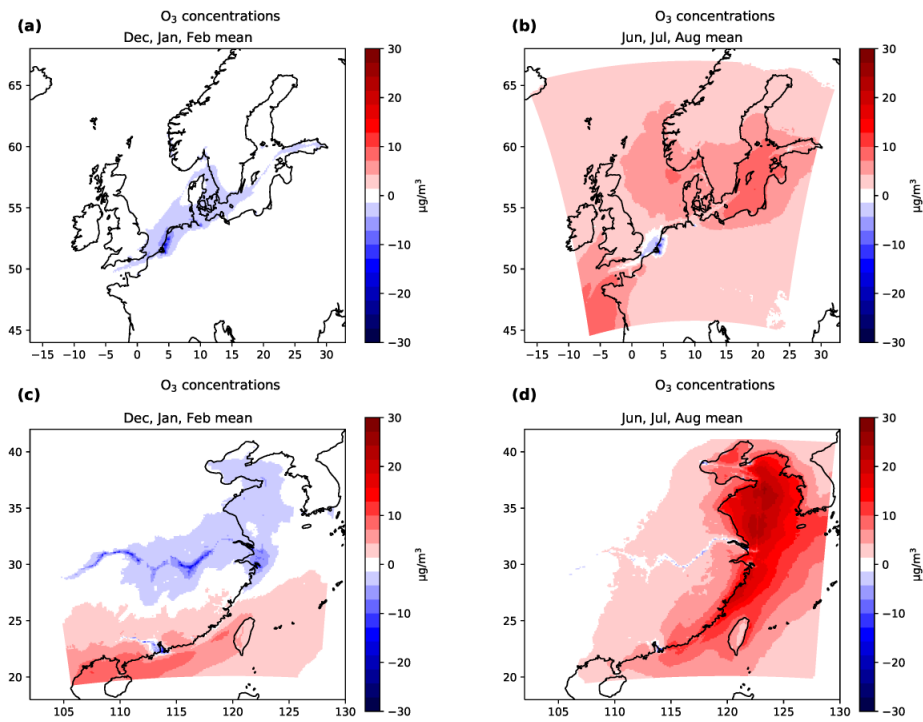 (a)
O₃ concentrations
Dec, Jan, Feb mean
65
60
55
50
45
−15 −10 −5 0 5 10 15 20 25 30
30
20
10
0
−10
−20
−30
µg/m³
(b)
O₃ concentrations
Jun, Jul, Aug mean
65
60
55
50
45
−15 −10 −5 0 5 10 15 20 25 30
30
20
10
0
−10
−20
−30
µg/m³
(c)
O₃ concentrations
Dec, Jan, Feb mean
40
35
30
25
20
105 110 115 120 125 130
30
20
10
0
−10
−20
−30
µg/m³
(d)
O₃ concentrations
Jun, Jul, Aug mean
40
35
30
25
20
105 110 115 120 125 130
30
20
10
0
−10
−20
−30
µg/m³